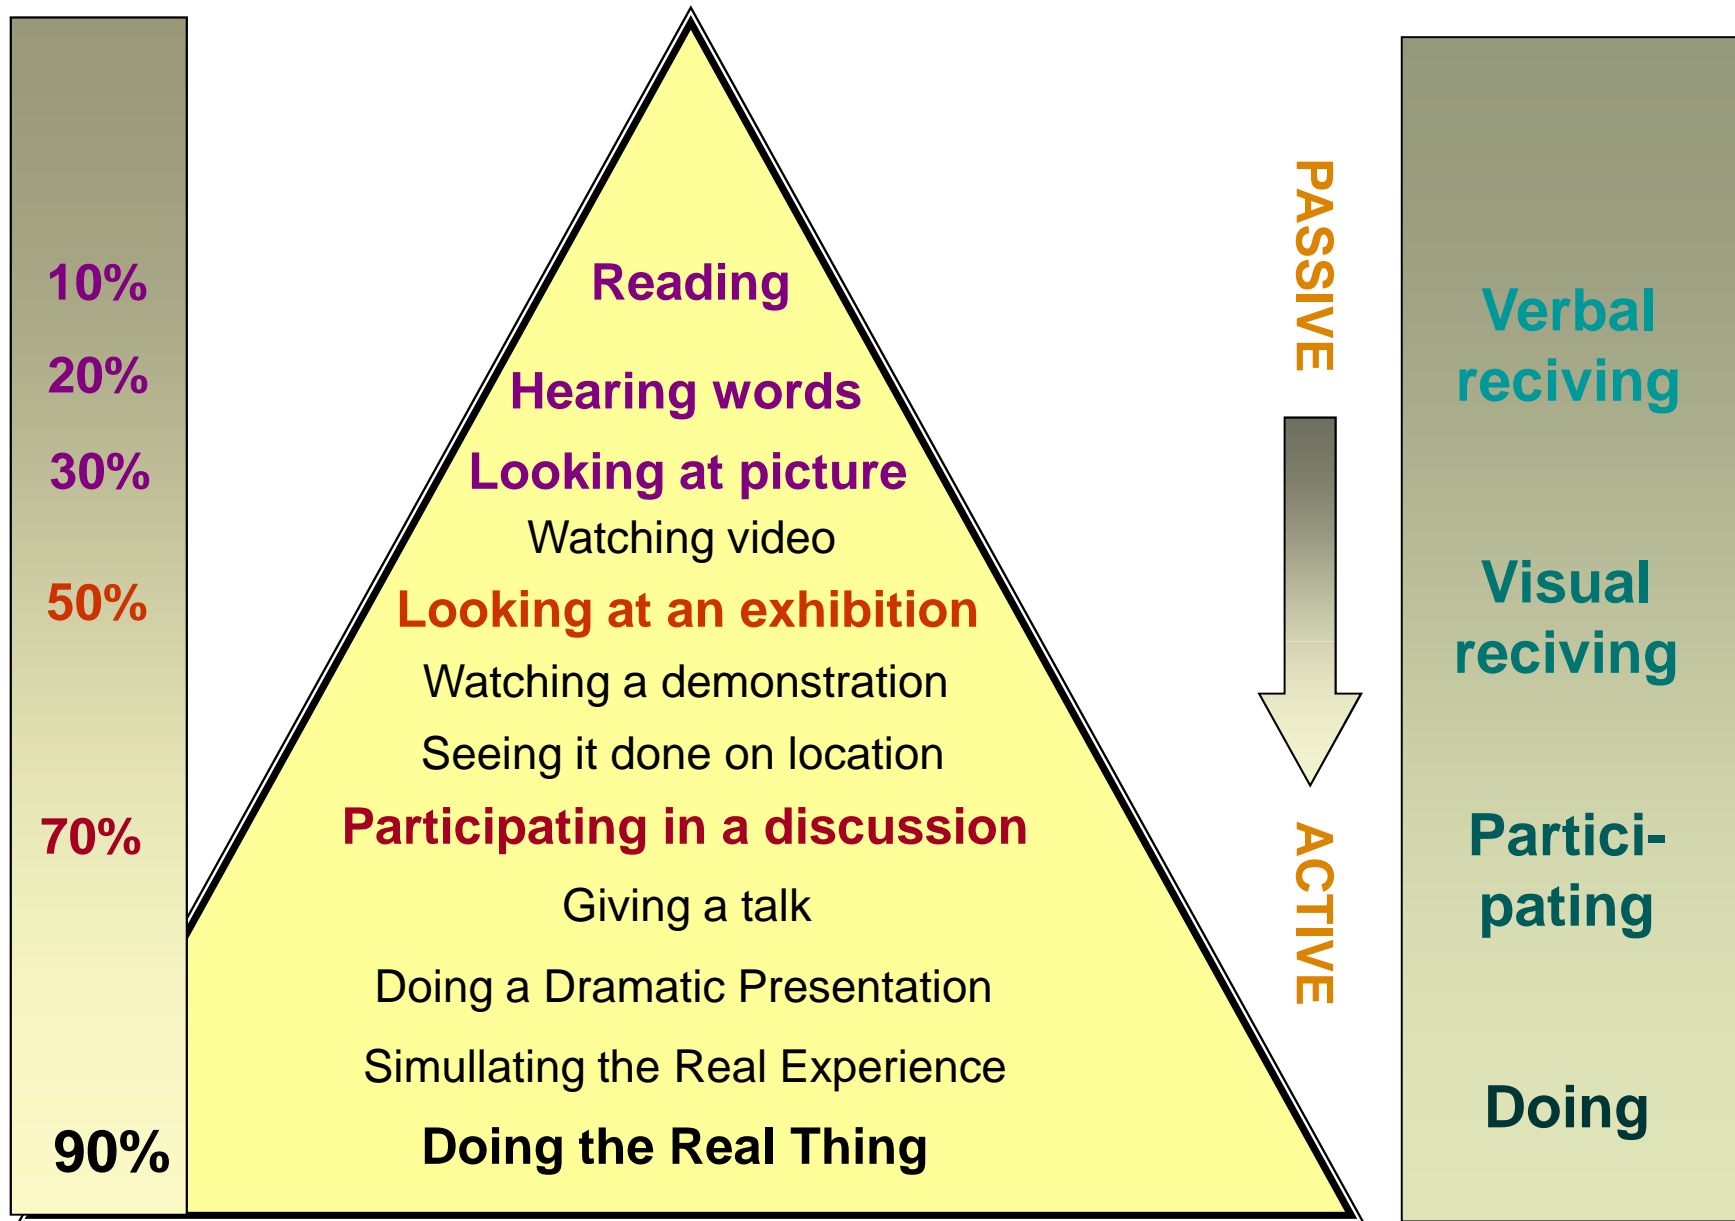 10%
20%
30%
50%
70%
90%
Reading
Hearing words
Looking at picture
Watching video
Looking at an exhibition
Watching a demonstration
Seeing it done on location
Participating in a discussion
Giving a talk
Doing a Dramatic Presentation
Simullating the Real Experience
Doing the Real Thing
PASSIVE
ACTIVE
Verbal
reciving
Visual
reciving
Partici-
pating
Doing